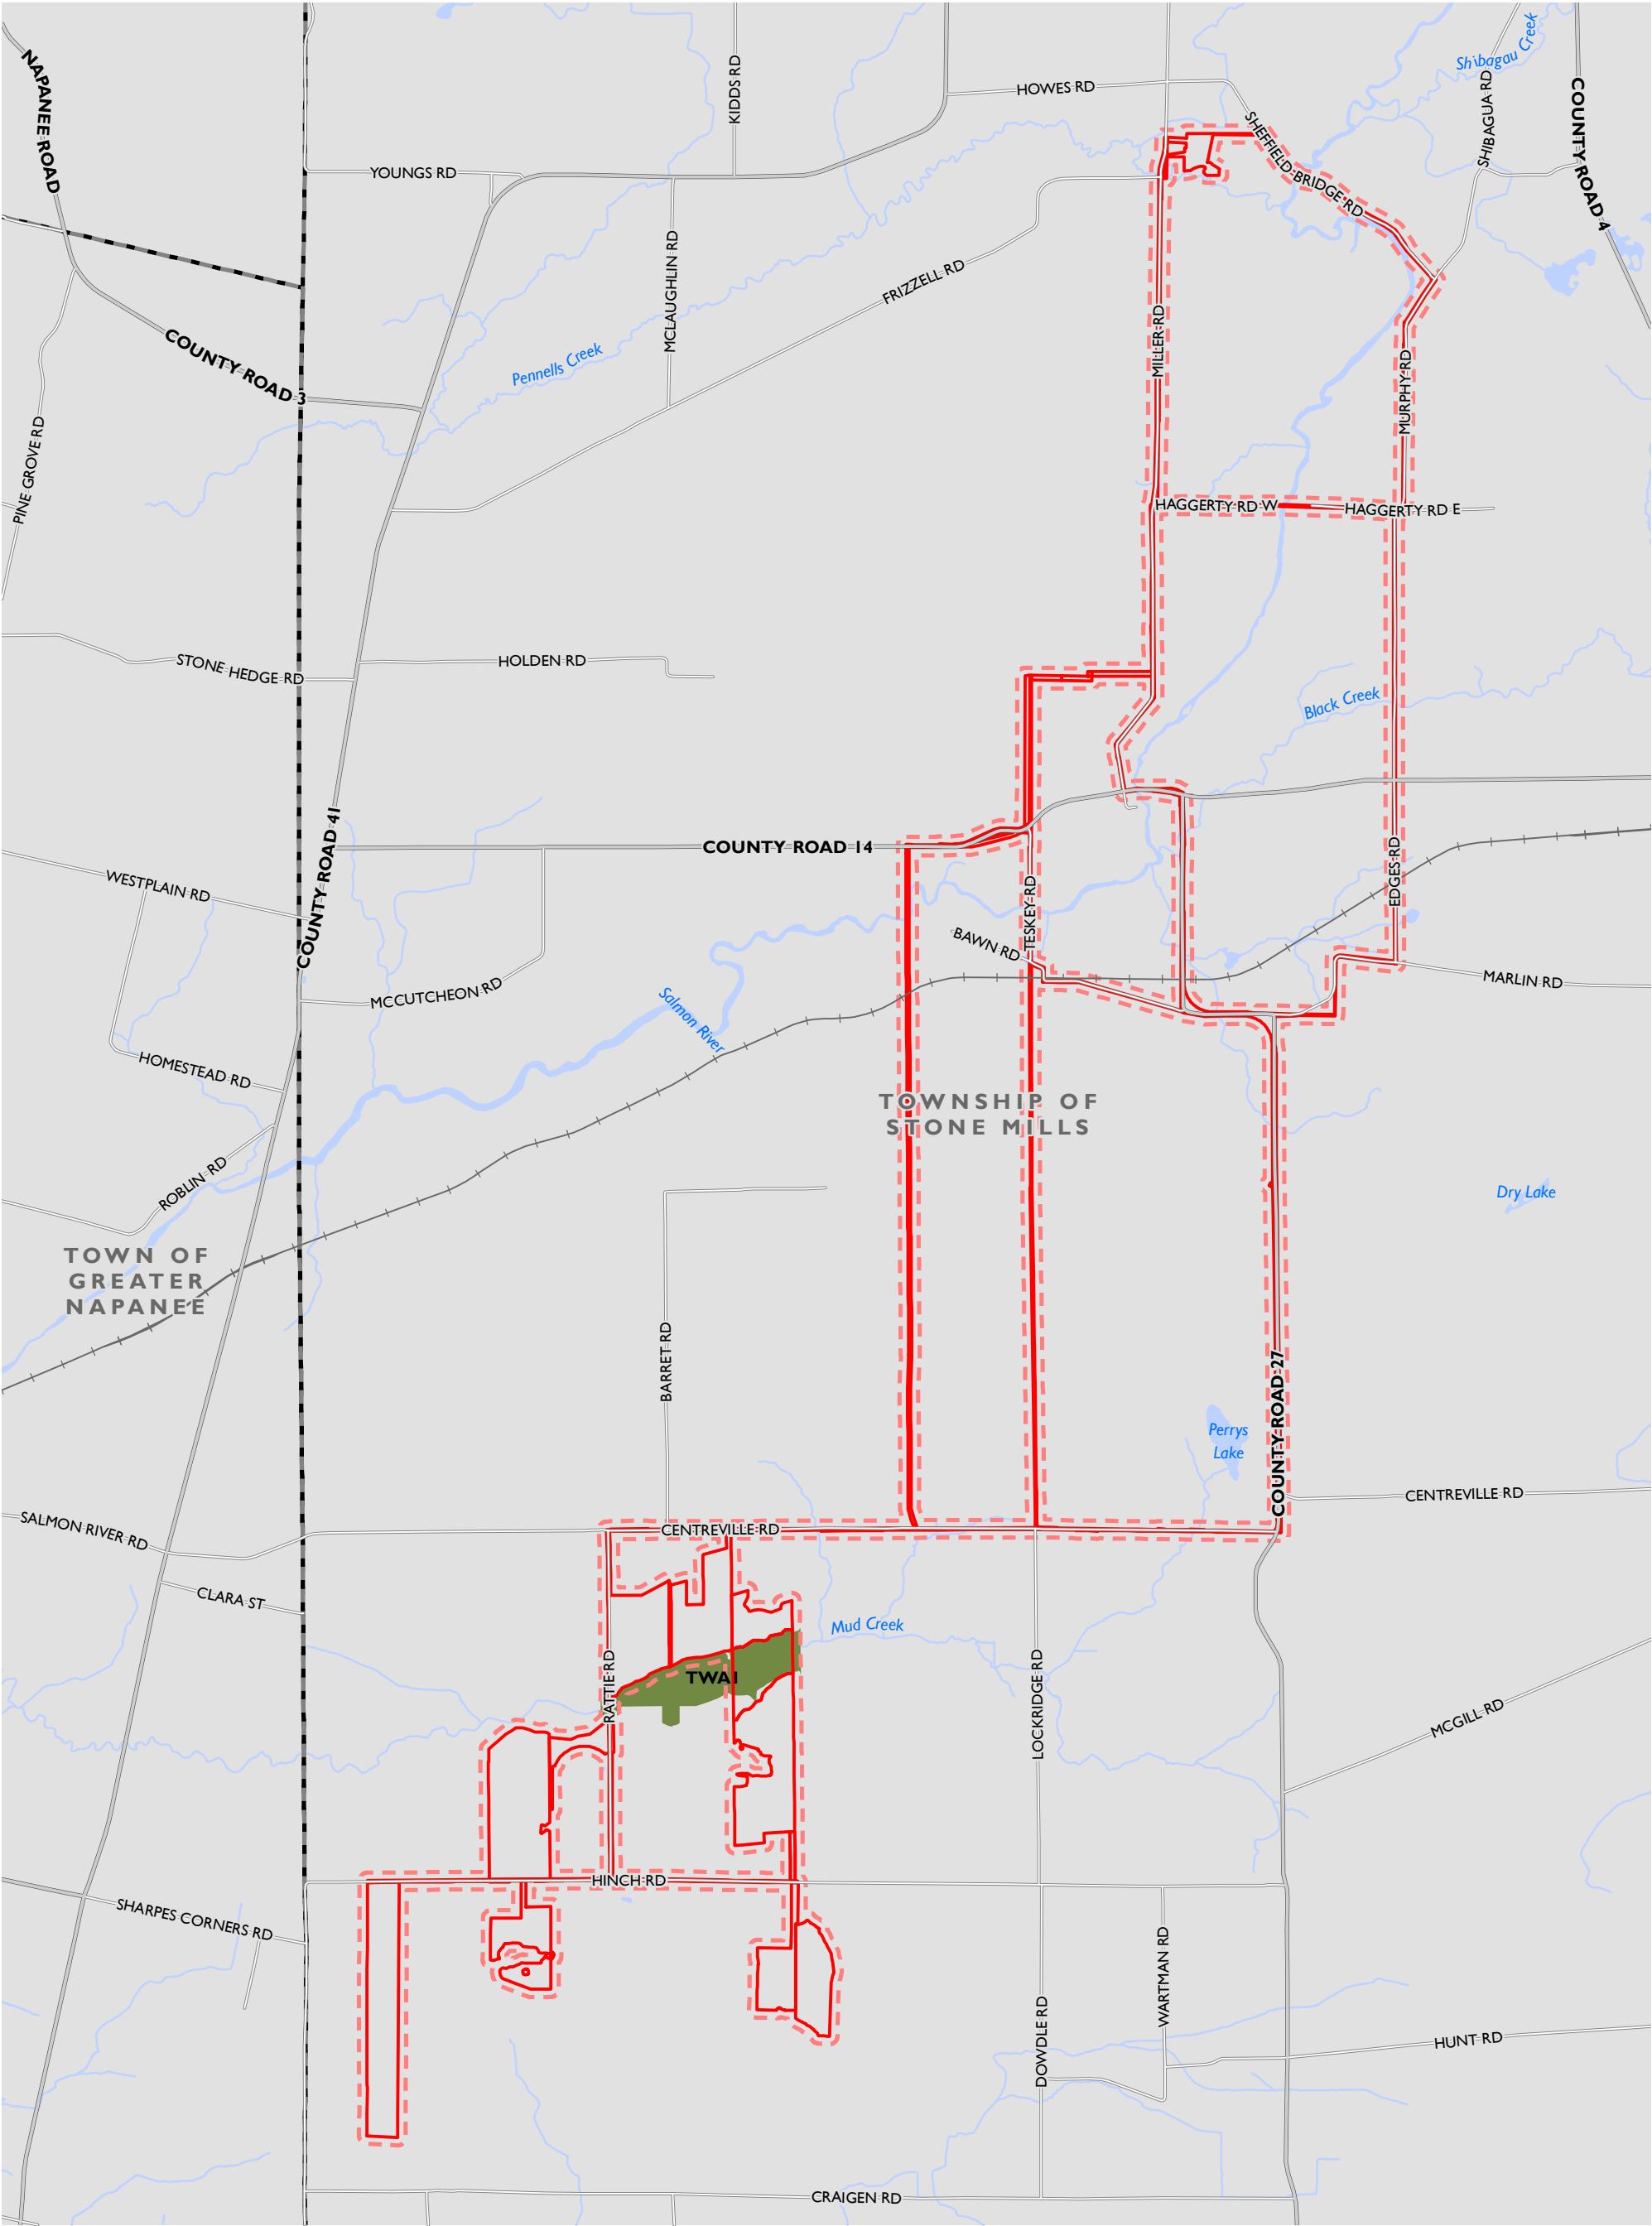 Shibagau Creek
NAPANEE ROAD
KIDDS RD
HOWES RD
SHIBAGUA RD
COUNTY ROAD 4
SHEFFIELD BRIDGE RD
YOUNGS RD
MCLAUGHLIN RD
FRIZZELL RD
MILLER RD
COUNTY ROAD 3
Pennells Creek
MURPHY RD
PINE GROVE RD
HAGGERTY RD W
HAGGERTY RD E
STONE HEDGE RD
HOLDEN RD
Black Creek
COUNTY ROAD 41
COUNTY ROAD 14
WESTPLAIN RD
EDGES RD
TESKEY RD
BAWN RD
MCCUTCHEON RD
MARLIN RD
Salmon River
HOMESTEAD RD
TOWNSHIP OF
STONE MILLS
ROBLIN RD
Dry Lake
TOWN OF
GREATER
NAPANEE
BARRET RD
COUNTY ROAD 27
Perrys
Lake
CENTREVILLE RD
SALMON RIVER RD
CENTREVILLE RD
CLARA ST
Mud Creek
RATTIE RD
TWA1
LOCKRIDGE RD
MCGILL RD
HINCH RD
SHARPES CORNERS RD
WARTMAN RD
DOWDLE RD
HUNT RD
CRAIGEN RD